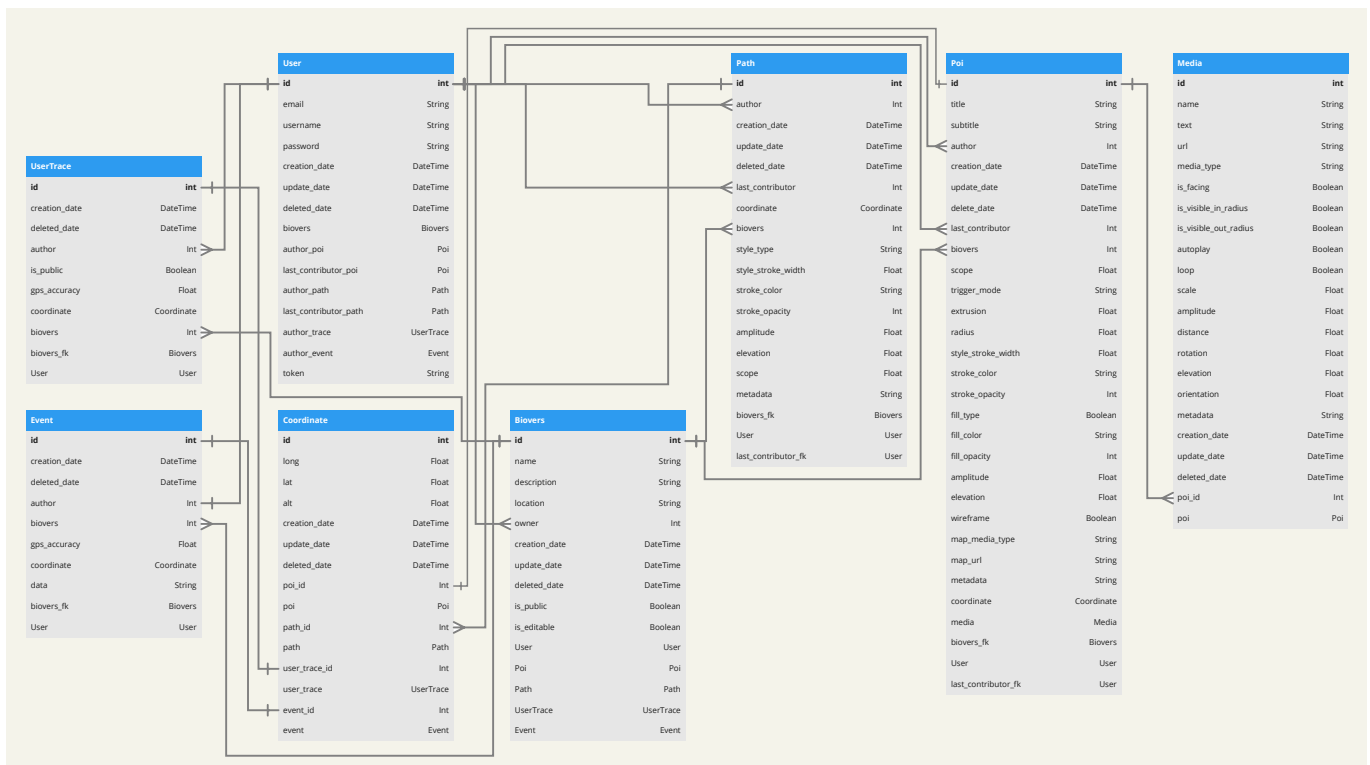 User
id int
email String
username String
password String
creation_date DateTime
update_date DateTime
deleted_date DateTime
biovers Biovers
author_poi Poi
last_contributor_poi Poi
author_path Path
last_contributor_path Path
author_trace UserTrace
author_event Event
token String
Path
id int
author Int
creation_date DateTime
update_date DateTime
deleted_date DateTime
last_contributor Int
coordinate Coordinate
biovers Int
style_type String
style_stroke_width Float
stroke_color String
stroke_opacity Int
amplitude Float
elevation Float
scope Float
metadata String
biovers_fk Biovers
User User
last_contributor_fk User
Poi
id int
title String
subtitle String
author Int
creation_date DateTime
update_date DateTime
delete_date DateTime
last_contributor Int
biovers Int
scope Float
trigger_mode String
extrusion Float
radius Float
style_stroke_width Float
stroke_color String
stroke_opacity Int
fill_type Boolean
fill_color String
fill_opacity Int
amplitude Float
elevation Float
wireframe Boolean
map_media_type String
map_url String
metadata String
coordinate Coordinate
media Media
biovers_fk Biovers
User User
last_contributor_fk User
Media
id int
name String
text String
url String
media_type String
is_facing Boolean
is_visible_in_radius Boolean
is_visible_out_radius Boolean
autoplay Boolean
loop Boolean
scale Float
amplitude Float
distance Float
rotation Float
elevation Float
orientation Float
metadata String
creation_date DateTime
update_date DateTime
deleted_date DateTime
poi_id Int
poi Poi
UserTrace
id int
creation_date DateTime
deleted_date DateTime
author Int
is_public Boolean
gps_accuracy Float
coordinate Coordinate
biovers Int
biovers_fk Biovers
User User
Event
id int
creation_date DateTime
deleted_date DateTime
author Int
biovers Int
gps_accuracy Float
coordinate Coordinate
data String
biovers_fk Biovers
User User
Coordinate
id int
long Float
lat Float
alt Float
creation_date DateTime
update_date DateTime
deleted_date DateTime
poi_id Int
poi Poi
path_id Int
path Path
user_trace_id Int
user_trace UserTrace
event_id Int
event Event
Biovers
id int
name String
description String
location String
owner Int
creation_date DateTime
update_date DateTime
deleted_date DateTime
is_public Boolean
is_editable Boolean
User User
Poi Poi
Path Path
UserTrace UserTrace
Event Event